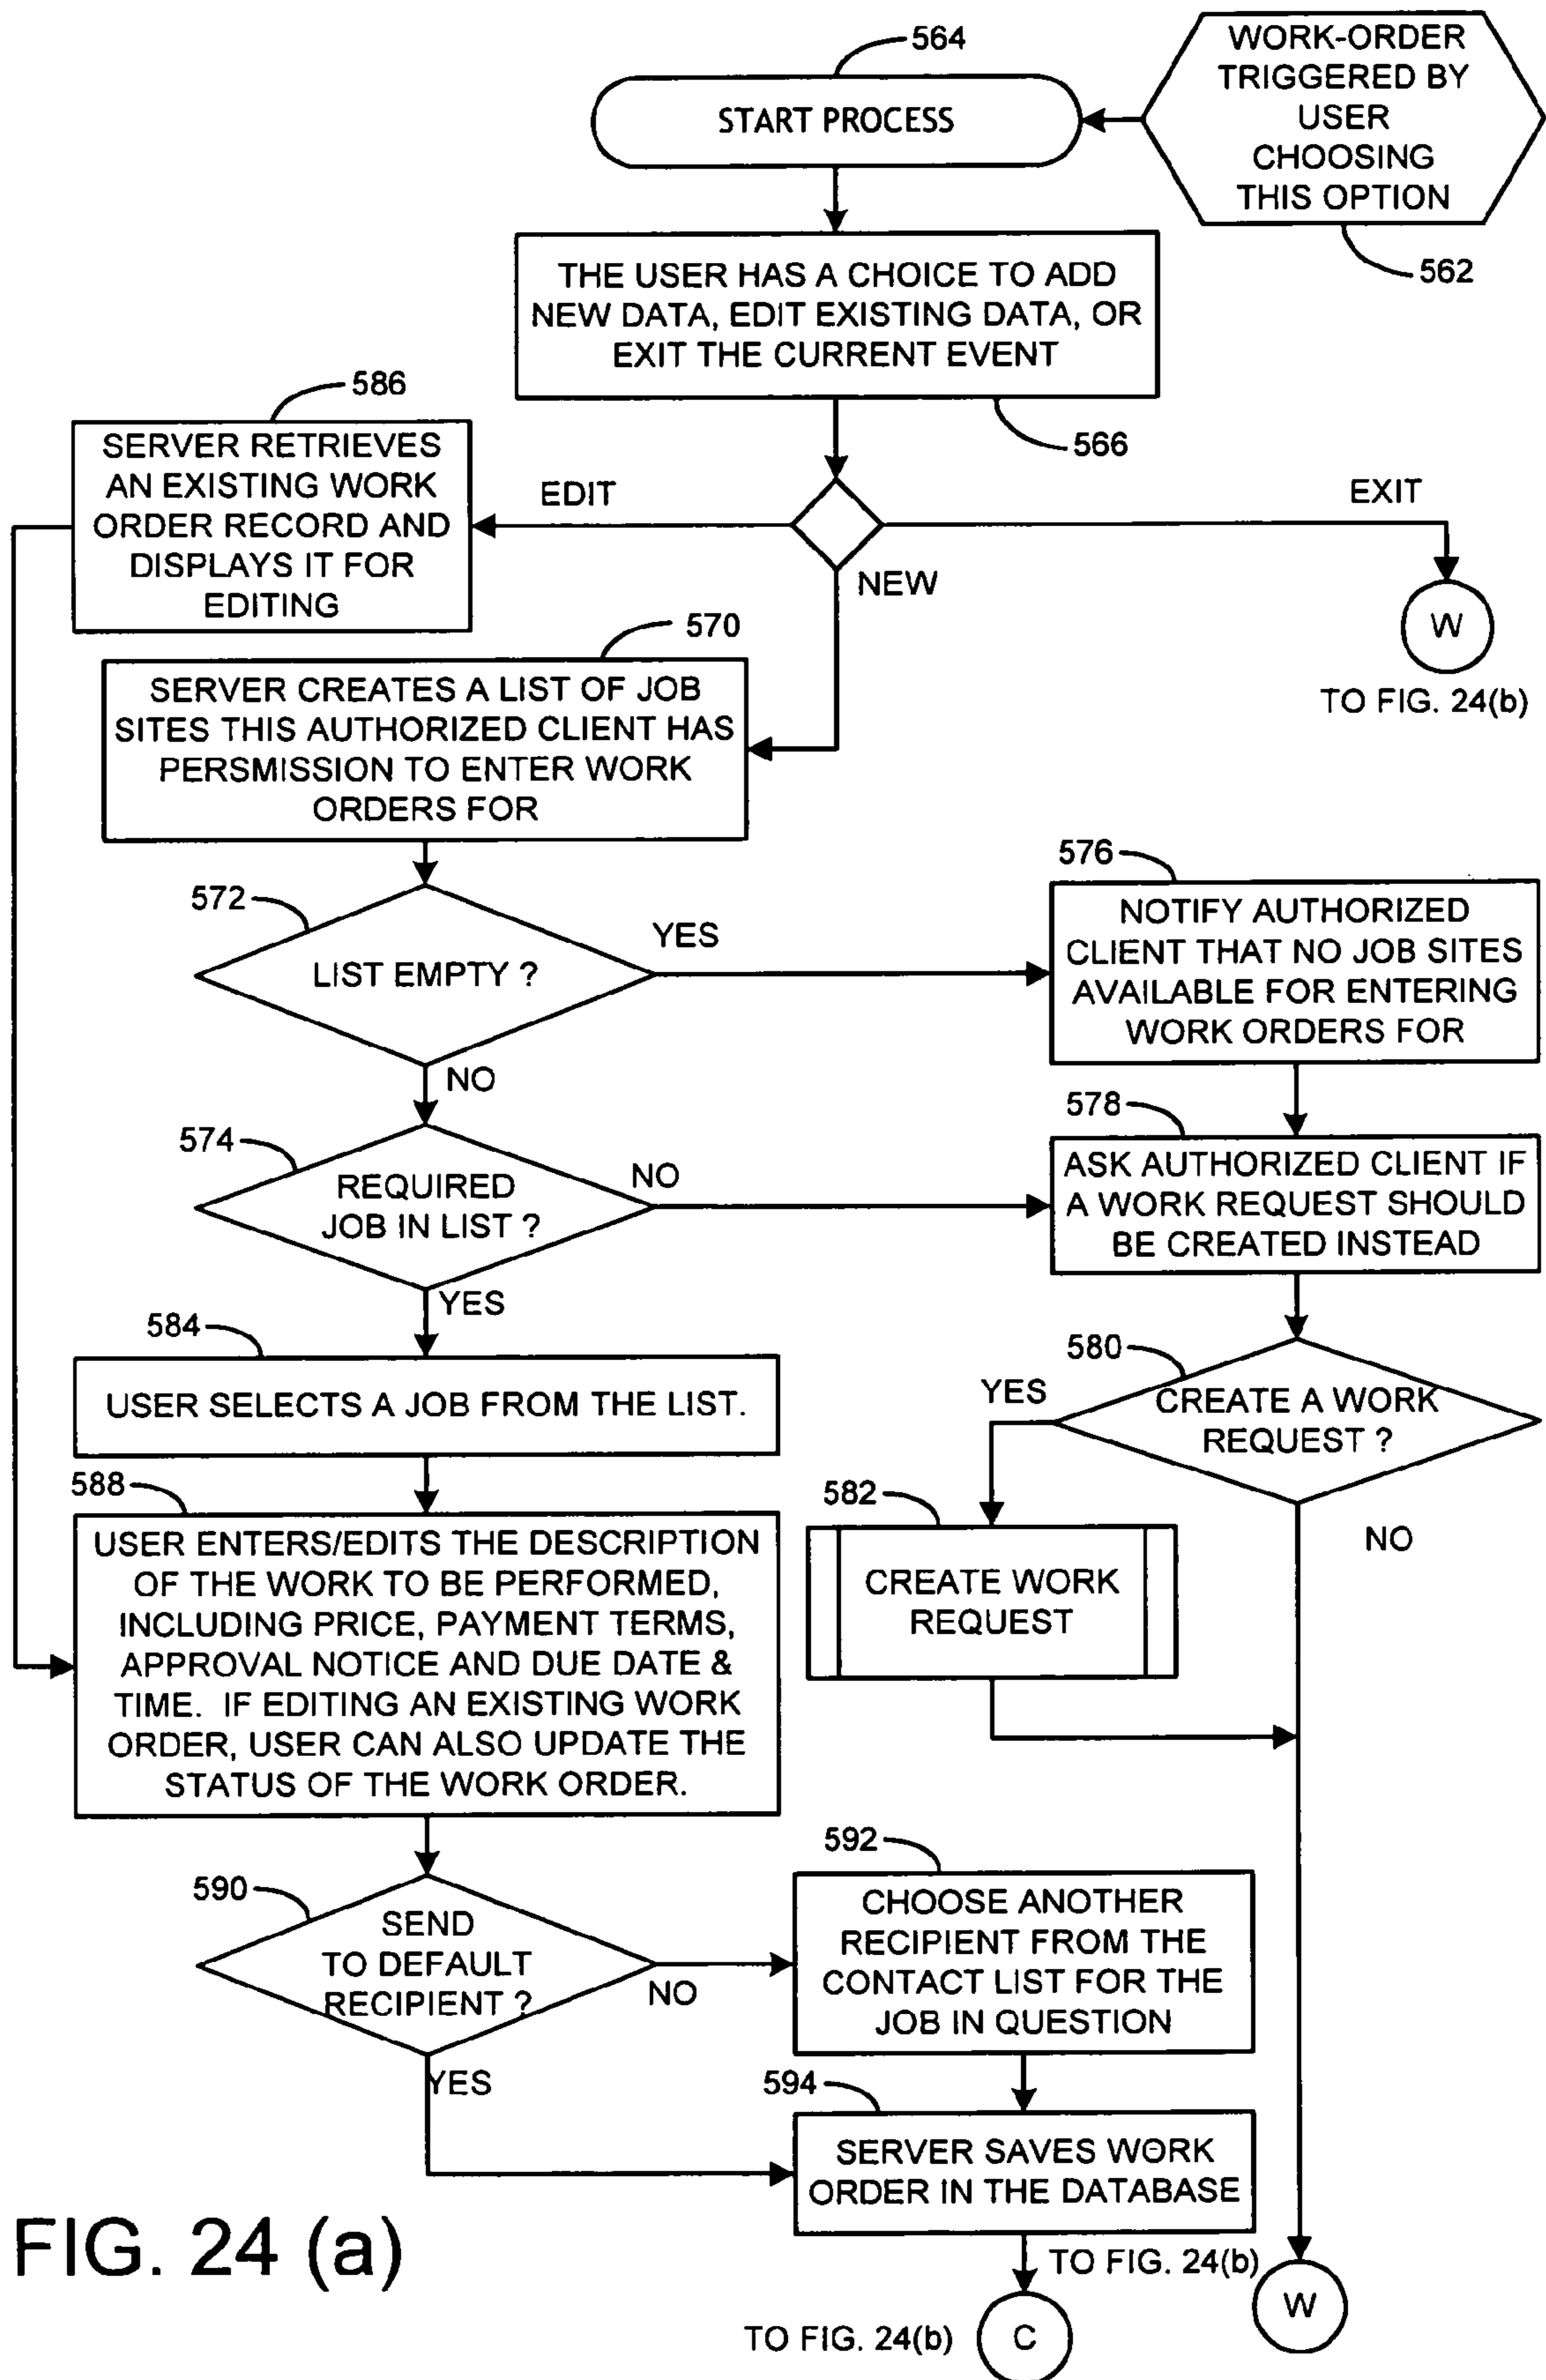 564
WORK-ORDER
TRIGGERED BY
USER
CHOOSING
THIS OPTION
START PROCESS
562
THE USER HAS A CHOICE TO ADD
NEW DATA, EDIT EXISTING DATA, OR
EXIT THE CURRENT EVENT
566
586
SERVER RETRIEVES
AN EXISTING WORK
ORDER RECORD AND
DISPLAYS IT FOR
EDITING
EDIT
EXIT
NEW
W
TO FIG. 24(b)
570
SERVER CREATES A LIST OF JOB
SITES THIS AUTHORIZED CLIENT HAS
PERSMISSION TO ENTER WORK
ORDERS FOR
572
LIST EMPTY ?
YES
NO
576
NOTIFY AUTHORIZED
CLIENT THAT NO JOB SITES
AVAILABLE FOR ENTERING
WORK ORDERS FOR
574
REQUIRED
JOB IN LIST ?
NO
YES
578
ASK AUTHORIZED CLIENT IF
A WORK REQUEST SHOULD
BE CREATED INSTEAD
584
USER SELECTS A JOB FROM THE LIST.
580
CREATE A WORK
REQUEST ?
YES
NO
582
CREATE WORK
REQUEST
588
USER ENTERS/EDITS THE DESCRIPTION
OF THE WORK TO BE PERFORMED,
INCLUDING PRICE, PAYMENT TERMS,
APPROVAL NOTICE AND DUE DATE &
TIME. IF EDITING AN EXISTING WORK
ORDER, USER CAN ALSO UPDATE THE
STATUS OF THE WORK ORDER.
590
SEND
TO DEFAULT
RECIPIENT ?
NO
YES
592
CHOOSE ANOTHER
RECIPIENT FROM THE
CONTACT LIST FOR THE
JOB IN QUESTION
594
SERVER SAVES WORK
ORDER IN THE DATABASE
TO FIG. 24(b)
W
TO FIG. 24(b)
C
FIG. 24 (a)